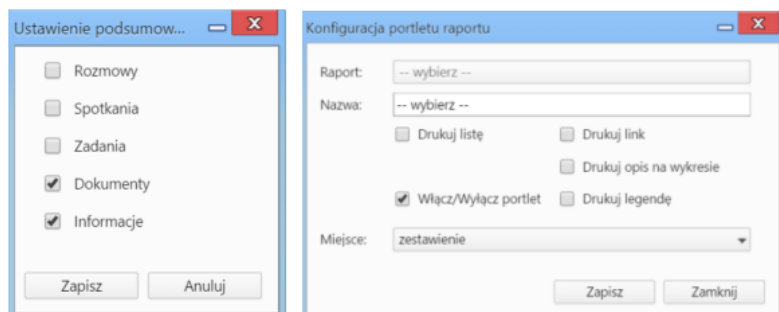 Ustawienie podsumow...
Rozmowy
Spotkania
Zadania
Dokumenty
Informacje
Zapisz Anuluj
Konfiguracja portletu raportu
Raport: -- wybierz --
Nazwa: -- wybierz --
Drukuj listę Drukuj link
Drukuj opis na wykresie
Włącz/Wyłącz portlet Drukuj legendę
Miejsce: zestawienie
Zapisz Zamknij